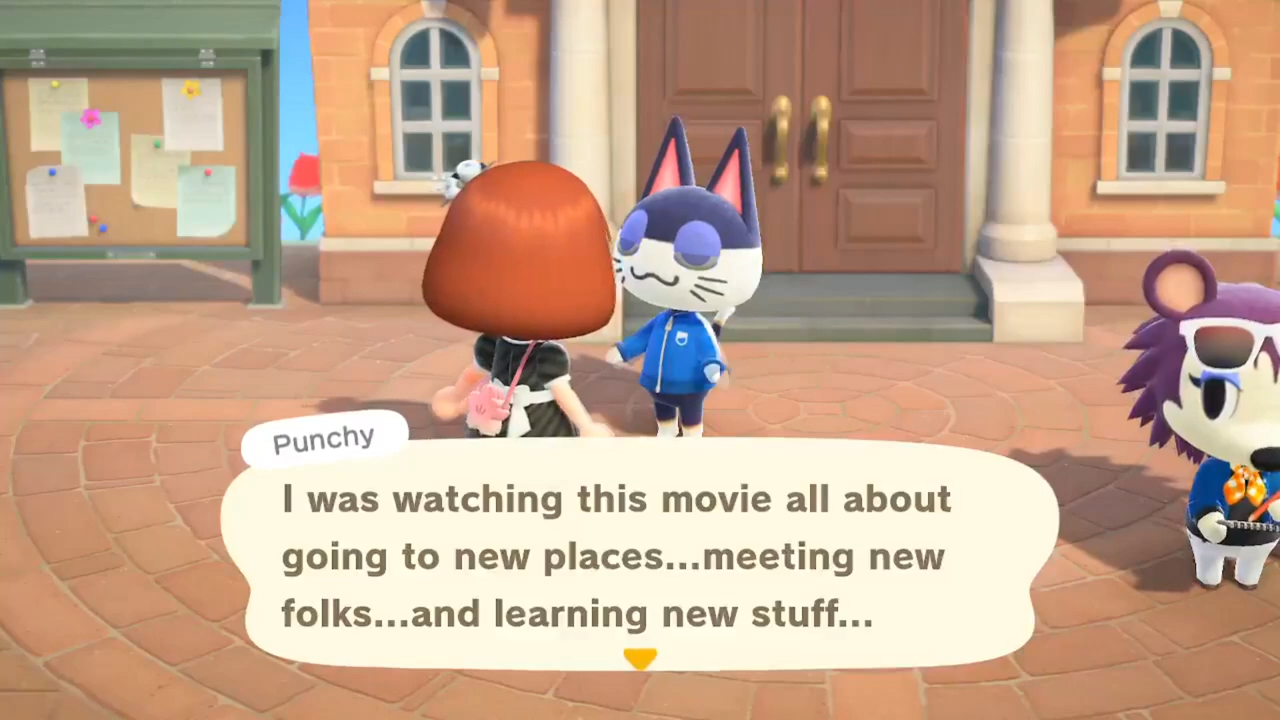 Punchy
I was watching this movie all about
going to new places...meeting new
folks...and learning new stuff...